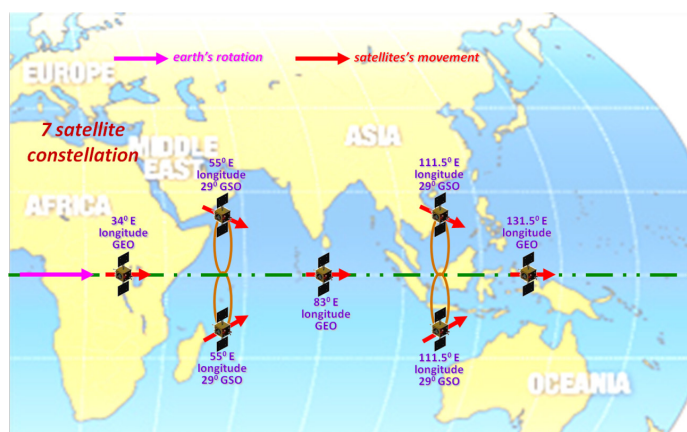 earth's rotation
satellites's movement
EUROPE
7 satellite
constellation
MIDDLE
EAST
ASIA
AFRICA
55⁰ E
longitude
29⁰ GSO
111.5⁰ E
longitude
29⁰ GSO
34⁰ E
longitude
GEO
131.5⁰ E
longitude
GEO
83⁰ E
longitude
GEO
55⁰ E
longitude
29⁰ GSO
111.5⁰ E
longitude
29⁰ GSO
OCEANIA